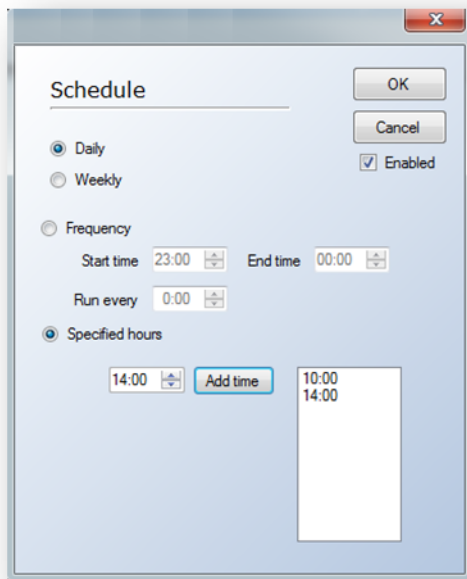 Schedule
OK
Cancel
Enabled
Daily
Weekly
Frequency
Start time 23:00 End time 00:00
Run every 0:00
Specified hours
14:00 Add time
10:00
14:00